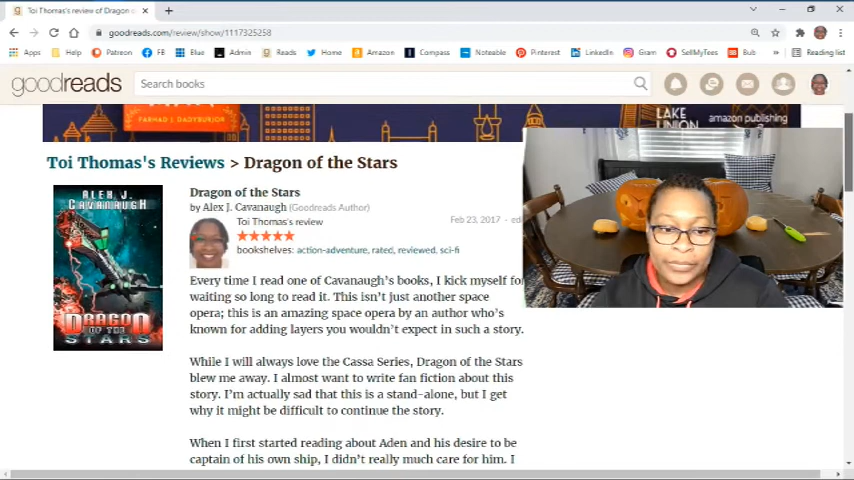 Toi Thomas's review of Dragon o
goodreads.com/review/show/1117325258
Apps Help Patreon FB Blue Admin Reads Twitter Home Amazon Compass Noteable Pinterest LinkedIn Gram SellMyTees Bub Reading list
goodreads Search books
FARHAD J. DADYBURJOR
LAKE
UNION
amazon publishing
Toi Thomas's Reviews > Dragon of the Stars
ALEX J.
CAVANAUGH
DRAGON
OF THE
STARS
Dragon of the Stars
by Alex J. Cavanaugh (Goodreads Author)
Toi Thomas's review
Feb 23, 2017 • edi
bookshelves: action-adventure, rated, reviewed, sci-fi
Every time I read one of Cavanaugh's books, I kick myself fo
waiting so long to read it. This isn't just another space
opera; this is an amazing space opera by an author who's
known for adding layers you wouldn't expect in such a story.
While I will always love the Cassa Series, Dragon of the Stars
blew me away. I almost want to write fan fiction about this
story. I'm actually sad that this is a stand-alone, but I get
why it might be difficult to continue the story.
When I first started reading about Aden and his desire to be
captain of his own ship, I didn't really much care for him. I